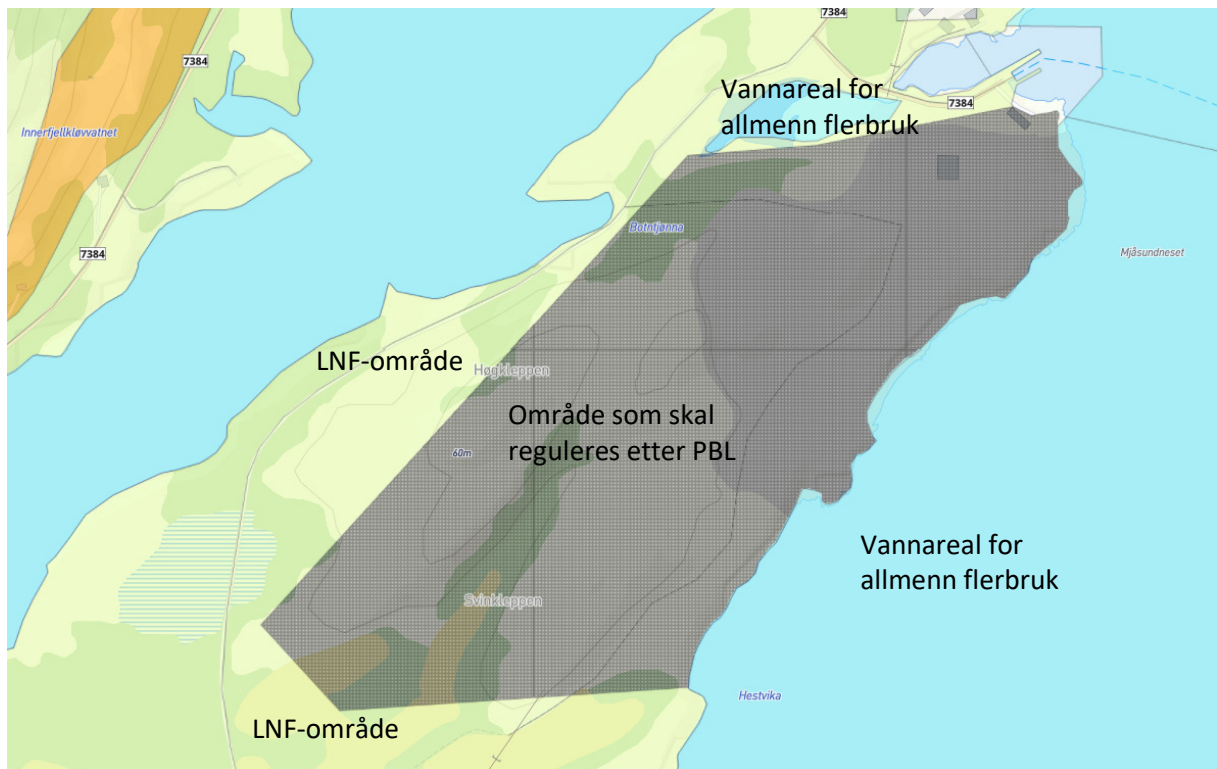 7384
7384
Vannareal for
allmenn flerbruk
7384
Innerfjellkløvvatnet
Botntjønna
7384
Mjåsundneset
LNF-område
Høgkleppen
Område som skal
reguleres etter PBL
60m
Vannareal for
allmenn flerbruk
Svinkleppen
Hestvika
LNF-område